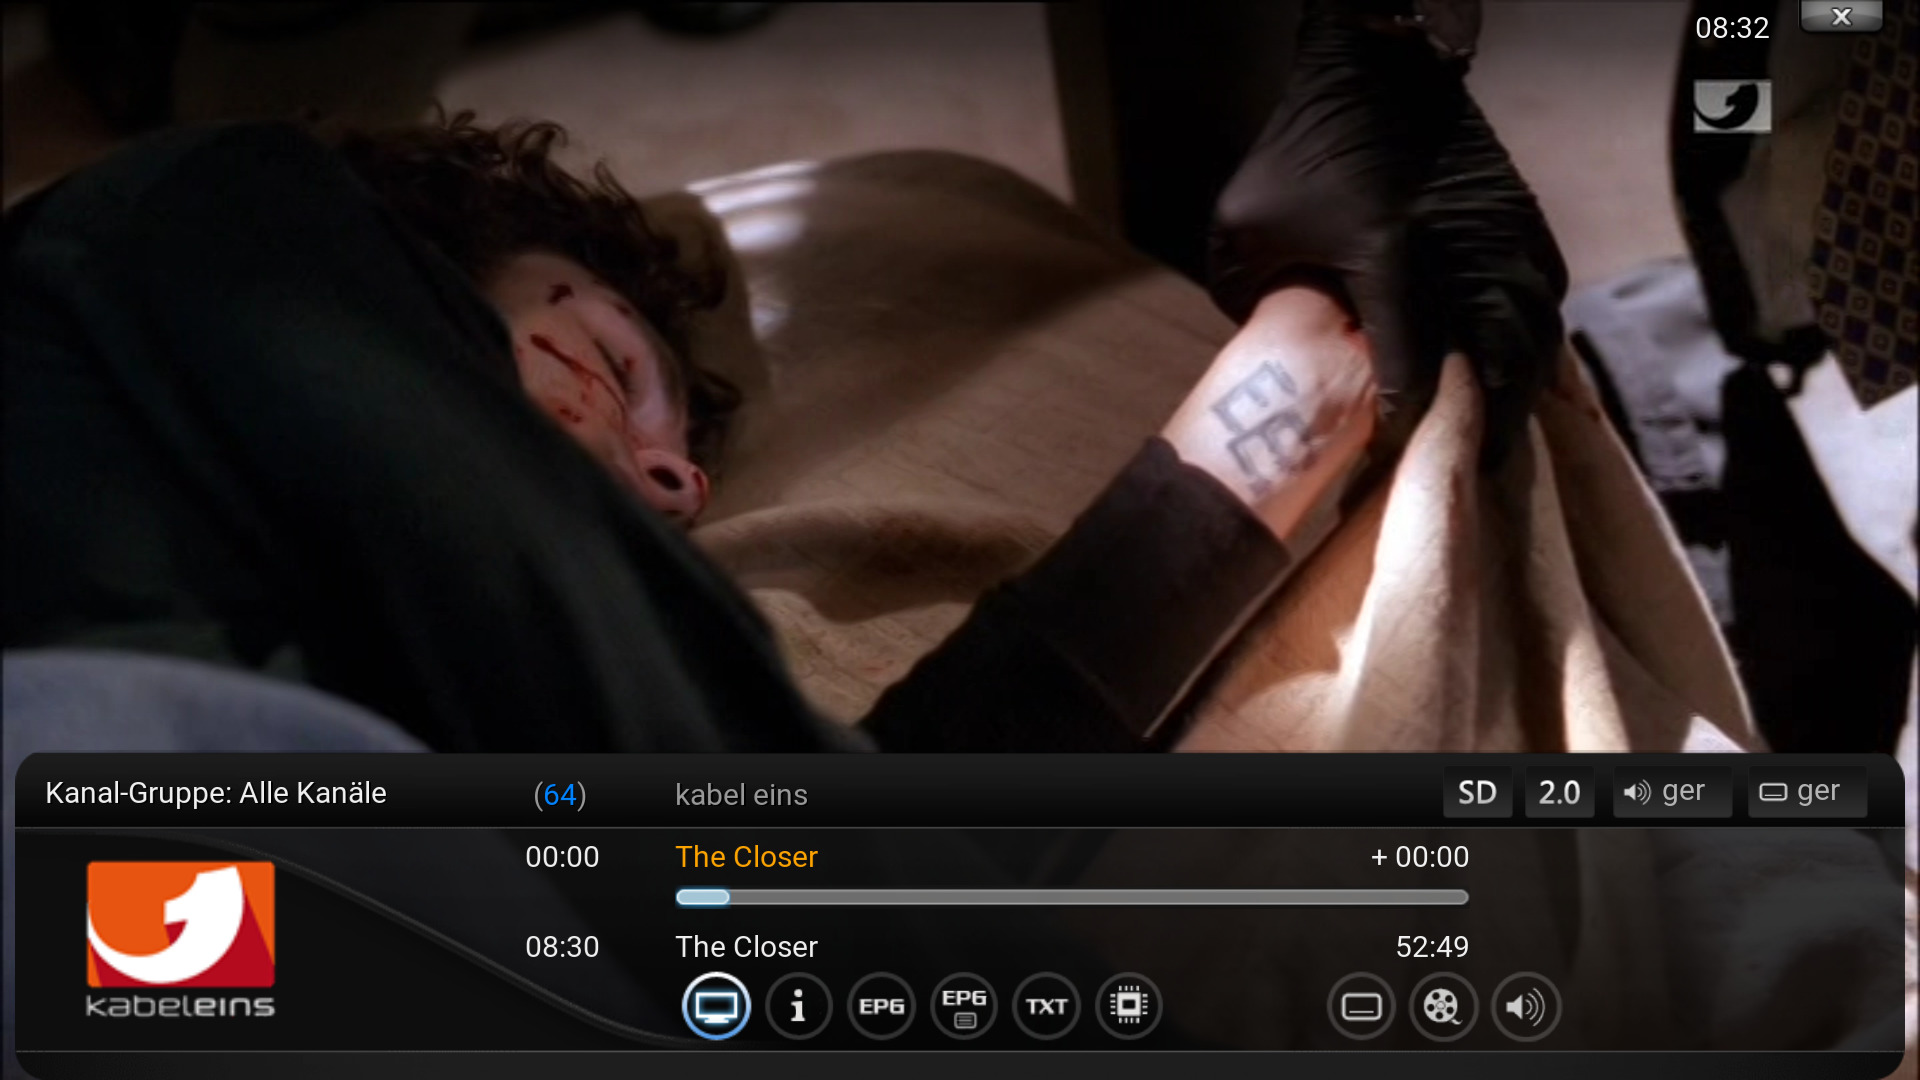 08:32
x
Kanal-Gruppe: Alle Kanäle (64) kabel eins SD 2.0 ger ger
00:00 The Closer + 00:00
08:30 The Closer 52:49
kabeleins
i EPG EPG TXT